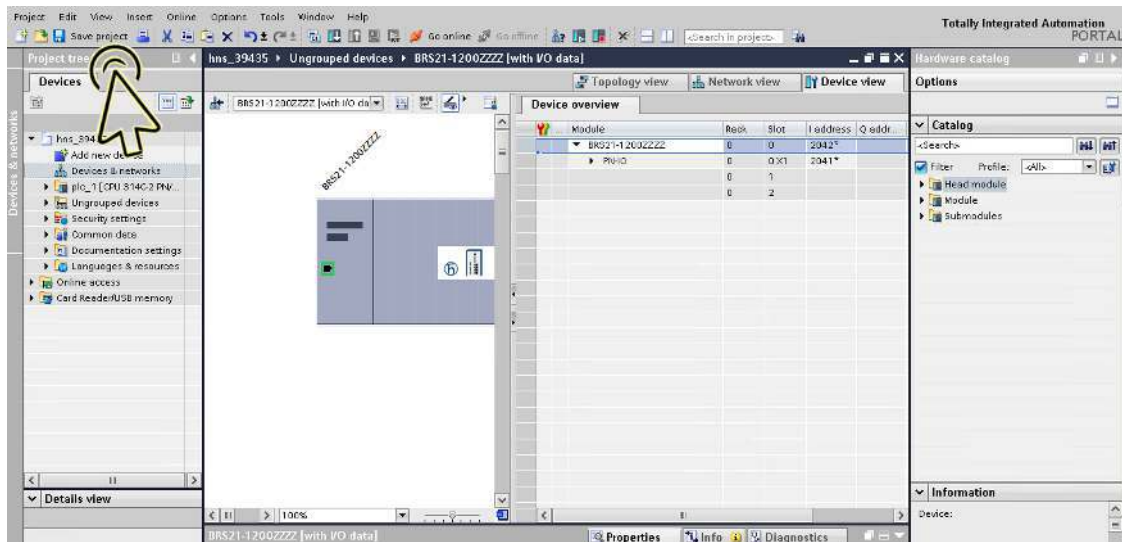 Project Edit View Insert Online Options Tools Window Help
Totally Integrated Automation
PORTAL
Save project
Go online
Go offline
<Search in project>
Project tree
hns_39435 ▸ Ungrouped devices ▸ BRS21-1200ZZZZ [with I/O data]
Hardware catalog
Devices
Topology view
Network view
Device view
Options
BRS21-1200ZZZZ [with I/O da
Device overview
Devices & networks
Module Rack Slot I address Q addr...
BRS21-1200ZZZZ 0 0 2042*
PN-IO 0 0 X1 2041*
0 1
0 2
BRS21-1200ZZZZ
Add new
Devices & networks
plc_1 [CPU 314C-2 PN/...
Ungrouped devices
Security settings
Common data
Documentation settings
Languages & resources
Online access
Card Reader/USB memory
Catalog
<Search>
Filter Profile: <All>
Head module
Module
Submodules
Details view
100%
Information
Device:
BRS21-1200ZZZZ [with I/O data]
Properties
Info
Diagnostics